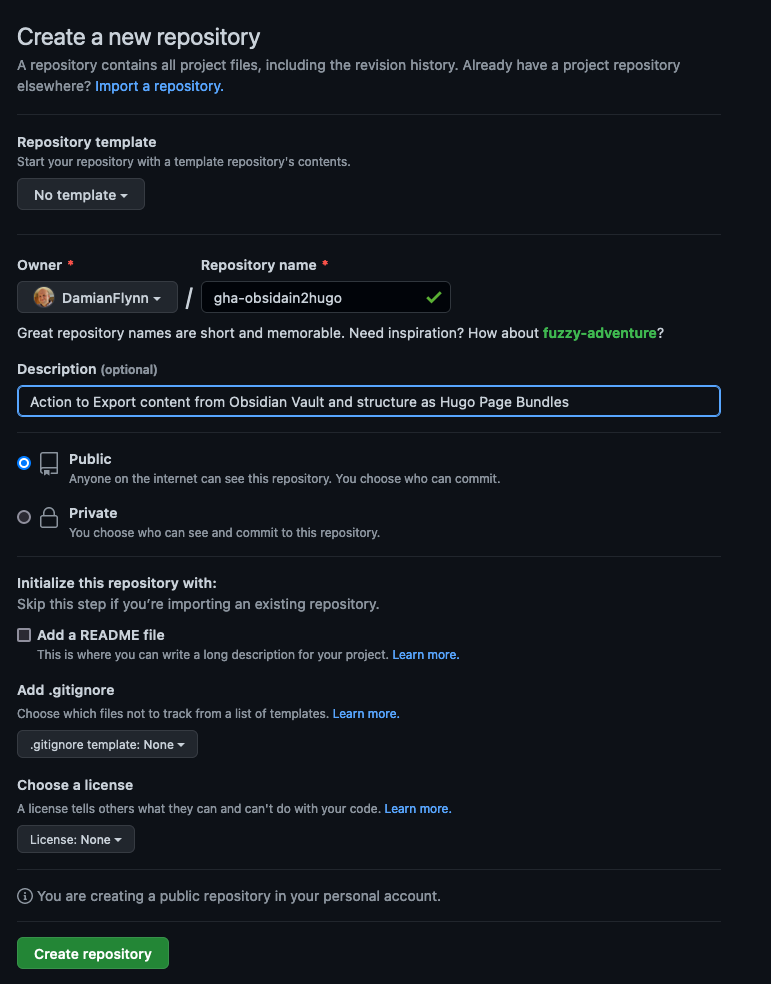 Create a new repository
A repository contains all project files, including the revision history. Already have a project repository
elsewhere? Import a repository.
Repository template
Start your repository with a template repository's contents.
No template
Owner * Repository name *
DamianFlynn / gha-obsidain2hugo
Great repository names are short and memorable. Need inspiration? How about fuzzy-adventure?
Description (optional)
Action to Export content from Obsidian Vault and structure as Hugo Page Bundles
Public
Anyone on the internet can see this repository. You choose who can commit.
Private
You choose who can see and commit to this repository.
Initialize this repository with:
Skip this step if you’re importing an existing repository.
Add a README file
This is where you can write a long description for your project. Learn more.
Add .gitignore
Choose which files not to track from a list of templates. Learn more.
.gitignore template: None
Choose a license
A license tells others what they can and can't do with your code. Learn more.
License: None
You are creating a public repository in your personal account.
Create repository